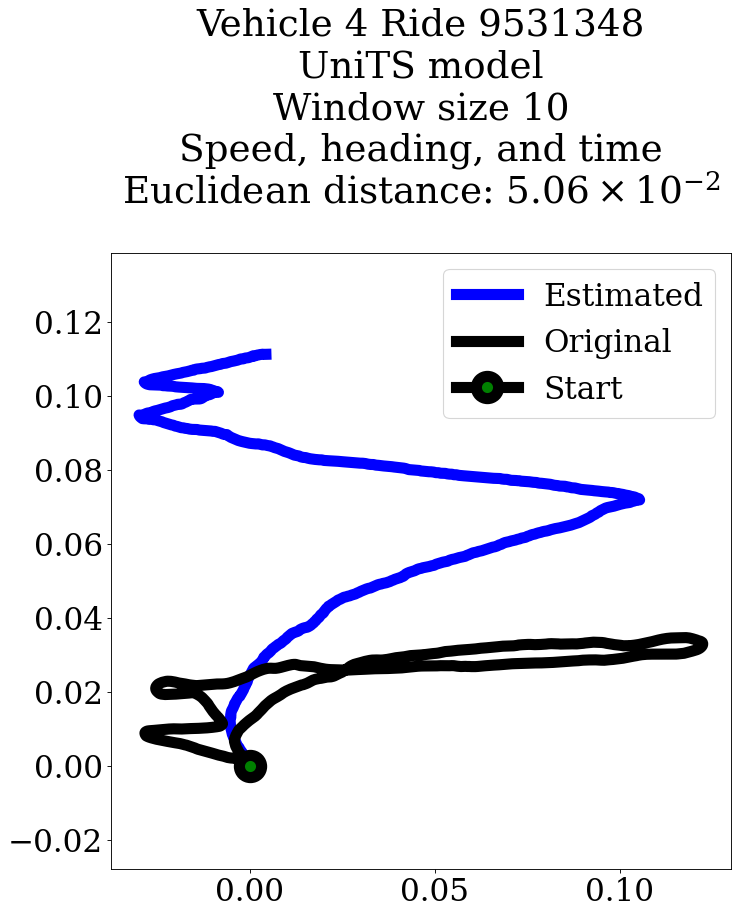 Vehicle 4 Ride 9531348
UniTS model
Window size 10
Speed, heading, and time
Euclidean distance: 5.06 × 10⁻²
Estimated
Original
Start
0.12
0.10
0.08
0.06
0.04
0.02
0.00
−0.02
0.00 0.05 0.10